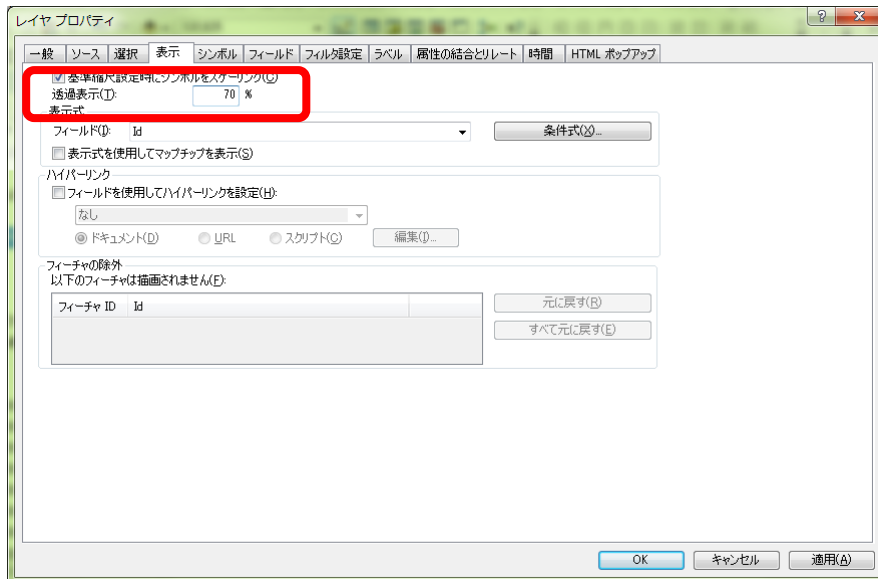 レイヤ プロパティ
一般 ソース 選択 表示 シンボル フィールド フィルタ設定 ラベル 属性の結合とリレート 時間 HTML ポップアップ
基準縮尺設定時にシンボルをスケーリング(C)
透過表示(T): 70 %
表示式
フィールド(I): Id 条件式(X)...
表示式を使用してマップチップを表示(S)
ハイパーリンク
フィールドを使用してハイパーリンクを設定(H):
なし
ドキュメント(D) URL スクリプト(C) 編集(I)...
フィーチャの除外
以下のフィーチャは描画されません(F):
フィーチャ ID Id 元に戻す(R)
すべて元に戻す(E)
OK キャンセル 適用(A)